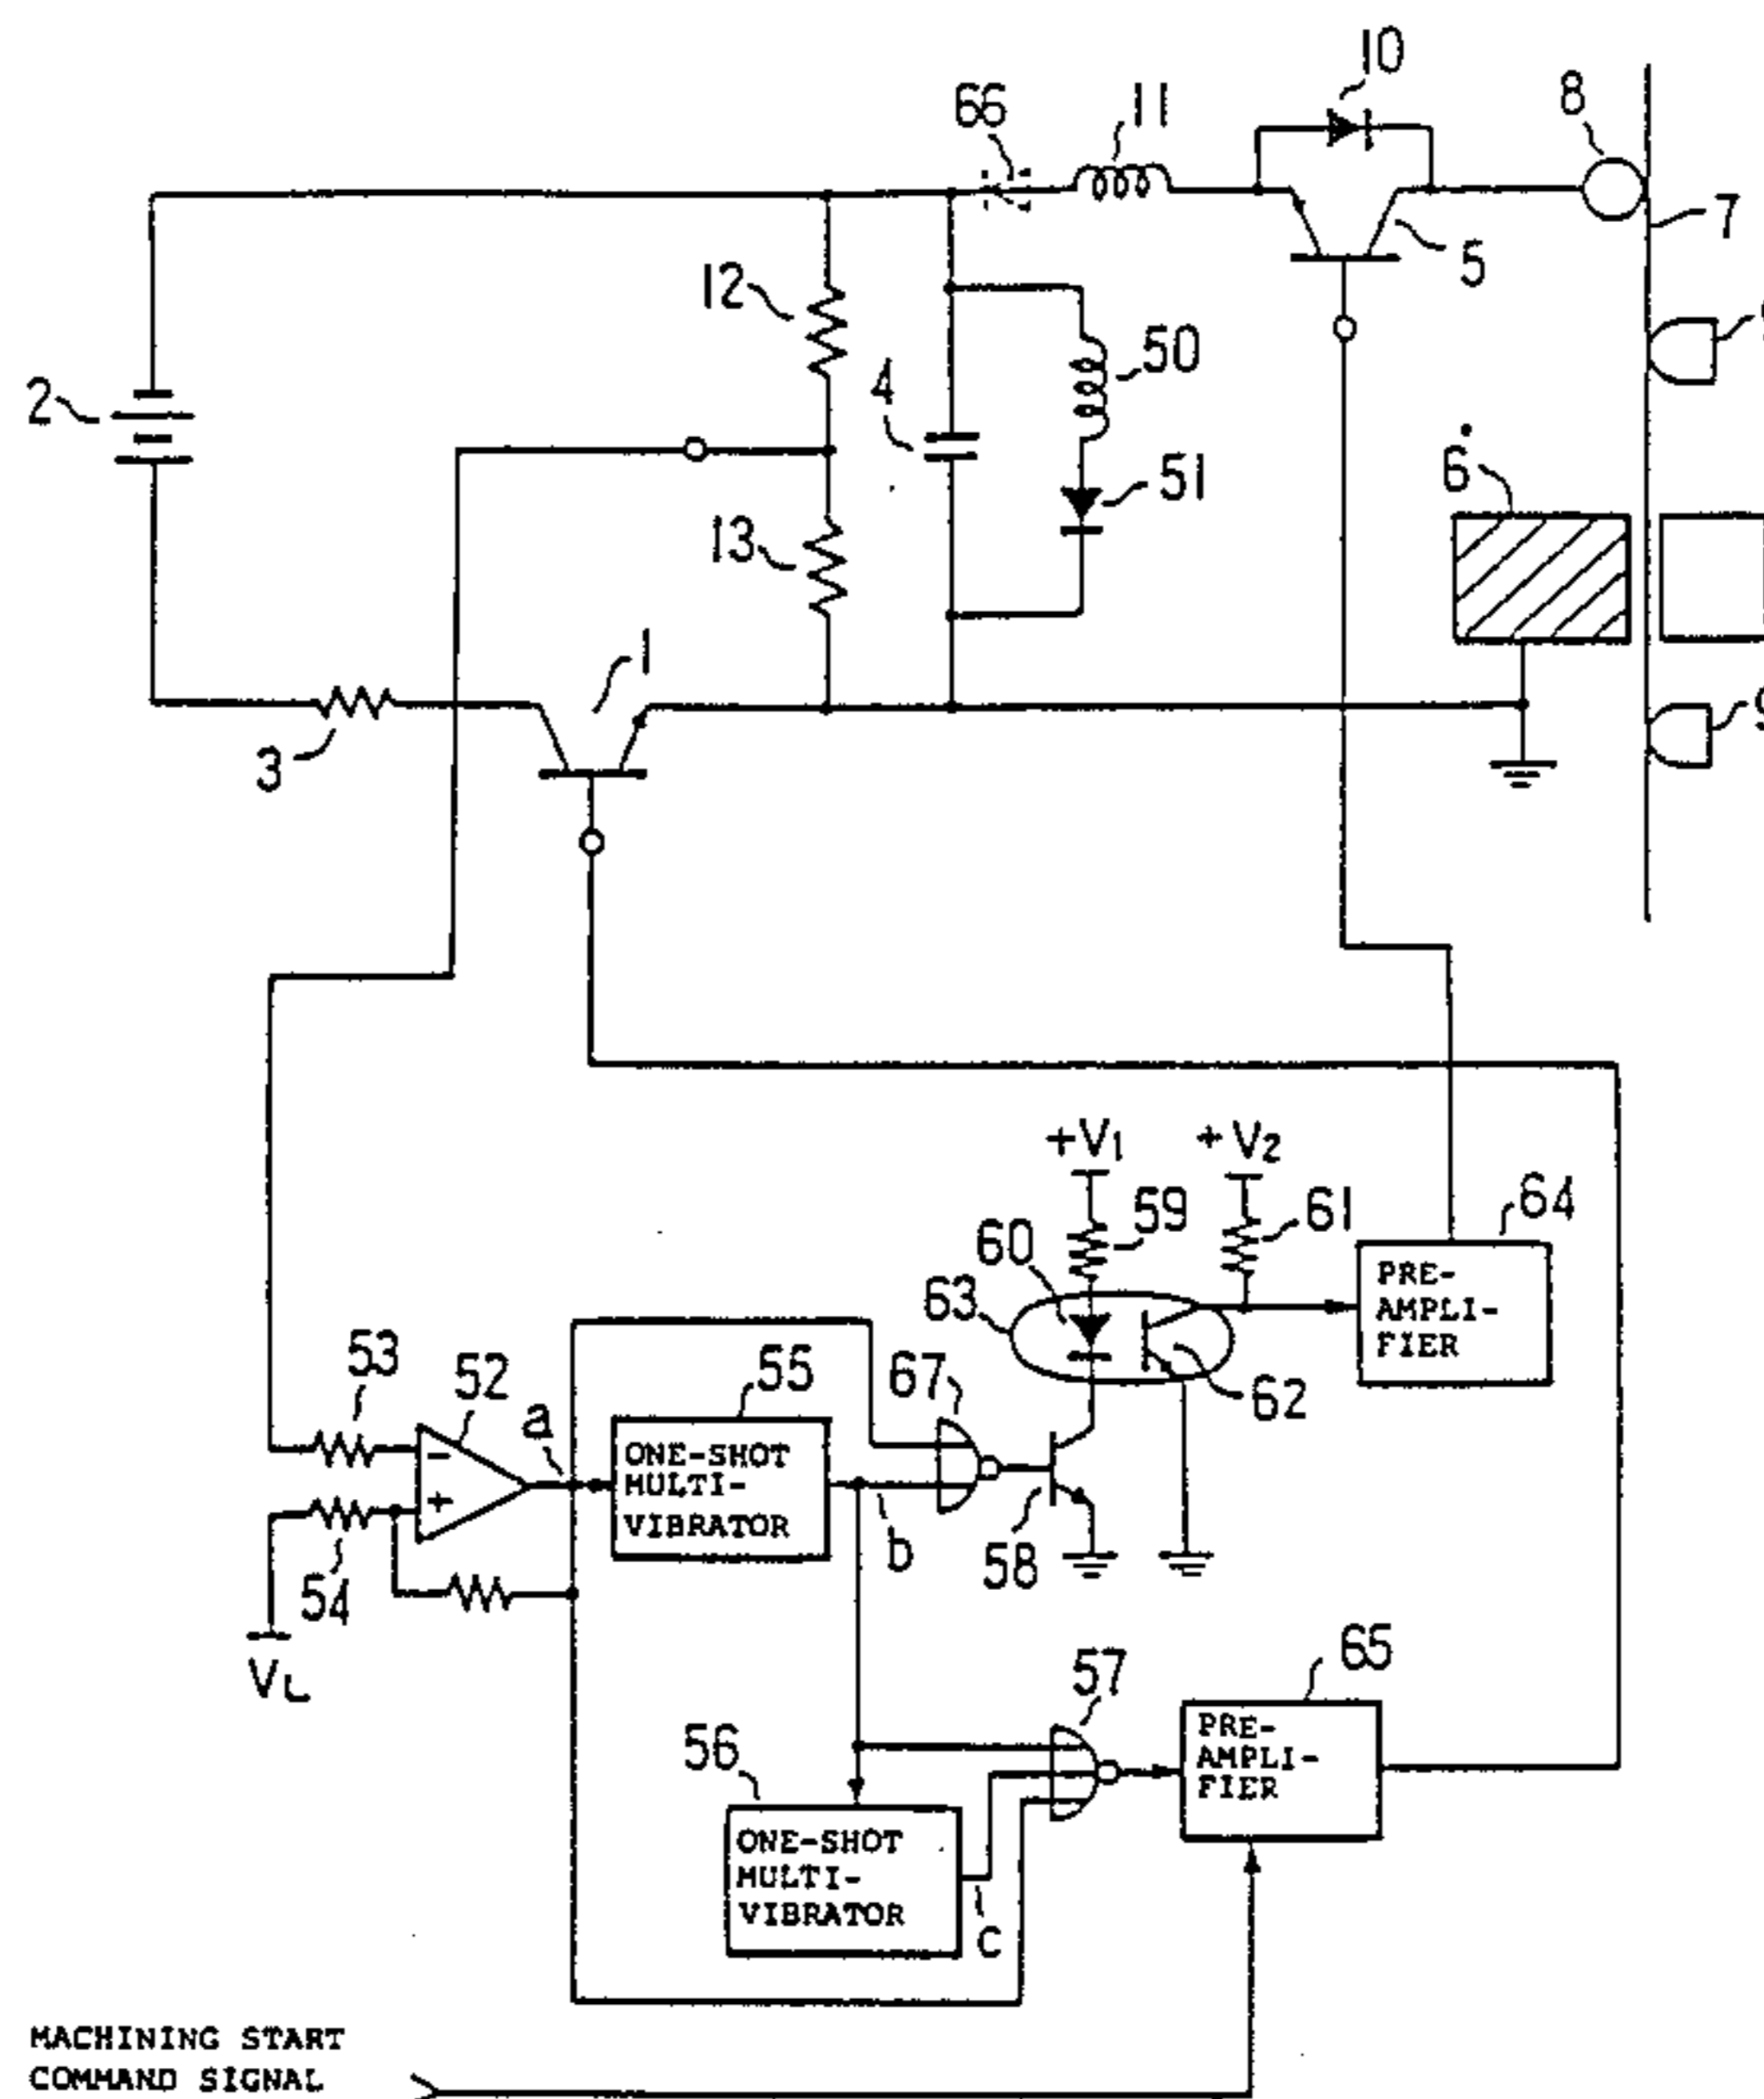 10
8
66
11
7
5
12
50
2
4
6
51
13
1
3
9
+V1
+V2
59
61
64
60
63
PRE-
AMPLI-
FIER
53
52
55
67
62
a
ONE-SHOT
MULTI-
VIBRATOR
b
58
54
VL
57
65
56
PRE-
AMPLI-
FIER
ONE-SHOT
MULTI-
VIBRATOR
c
MACHINING START
COMMAND SIGNAL